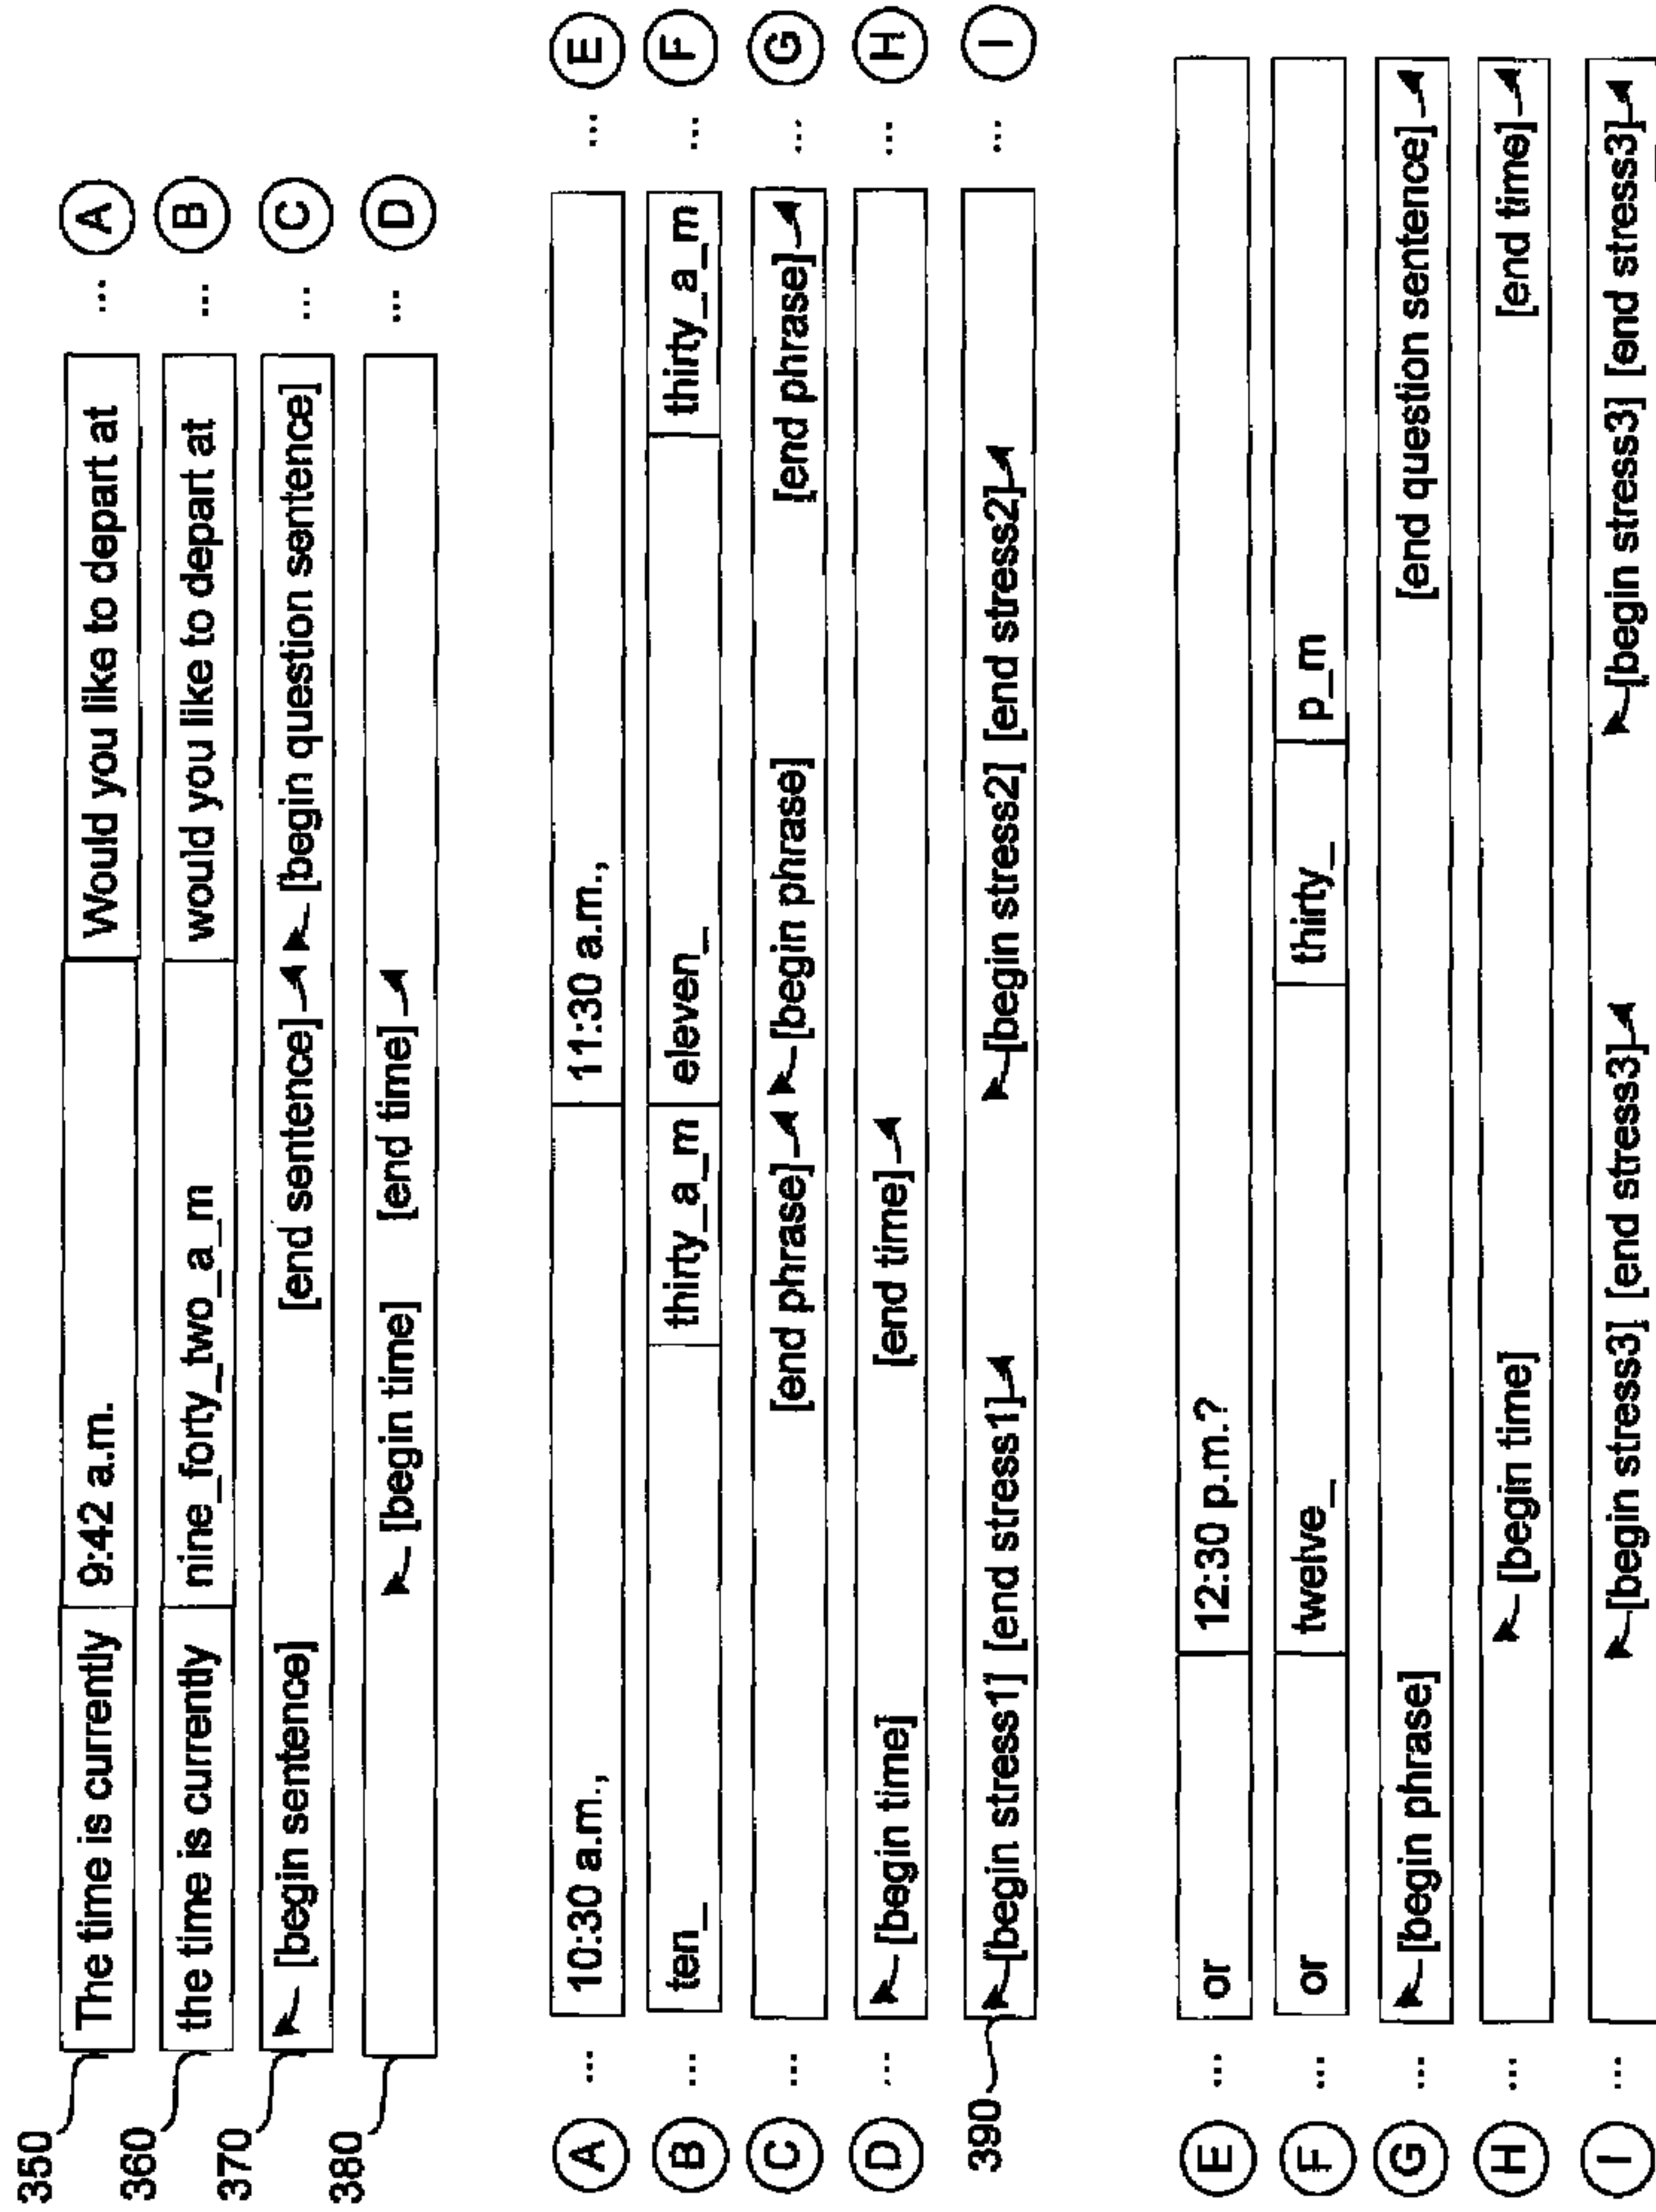 350 The time is currently 9:42 a.m. Would you like to depart at ... A
360 the time is currently nine_forty_two_a_m would you like to depart at ... B
370 [begin sentence] [end sentence] [begin question sentence] ... C
380 [begin time] [end time] ... D
A ... 10:30 a.m., 11:30 a.m., ... E
B ... ten_ thirty_a_m eleven_ thirty_a_m ... F
C ... [end phrase] [begin phrase] [end phrase] ... G
D ... [begin time] [end time] ... H
390 [begin stress1] [end stress1] [begin stress2] [end stress2] ... I
E ... or 12:30 p.m.?
F ... or twelve_ thirty_ p_m
G ... [begin phrase] [end question sentence]
H ... [begin time] [end time]
I ... [begin stress3] [end stress3] [begin stress3] [end stress3]